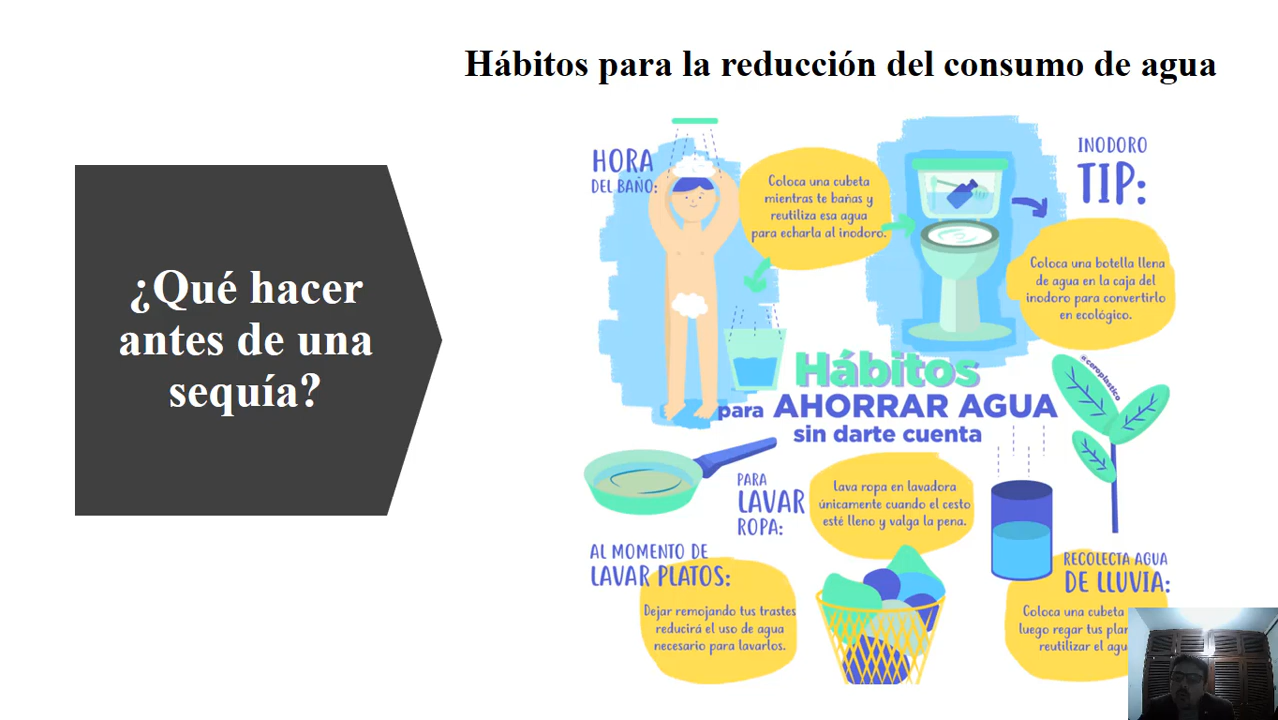 Hábitos para la reducción del consumo de agua
¿Qué hacer
antes de una
sequía?
HORA
DEL BAÑO:
Coloca una cubeta
mientras te bañas y
reutiliza esa agua
para echarla al inodoro.
INODORO
TIP:
Coloca una botella llena
de agua en la caja del
inodoro para convertirlo
en ecológico.
@ceroplastico
Hábitos
para AHORRAR AGUA
sin darte cuenta
PARA
LAVAR
ROPA:
Lava ropa en lavadora
únicamente cuando el cesto
esté lleno y valga la pena.
AL MOMENTO DE
LAVAR PLATOS:
Dejar remojando tus trastes
reducirá el uso de agua
necesario para lavarlos.
RECOLECTA AGUA
DE LLUVIA:
Coloca una cubeta
luego regar tus
reutilizar el